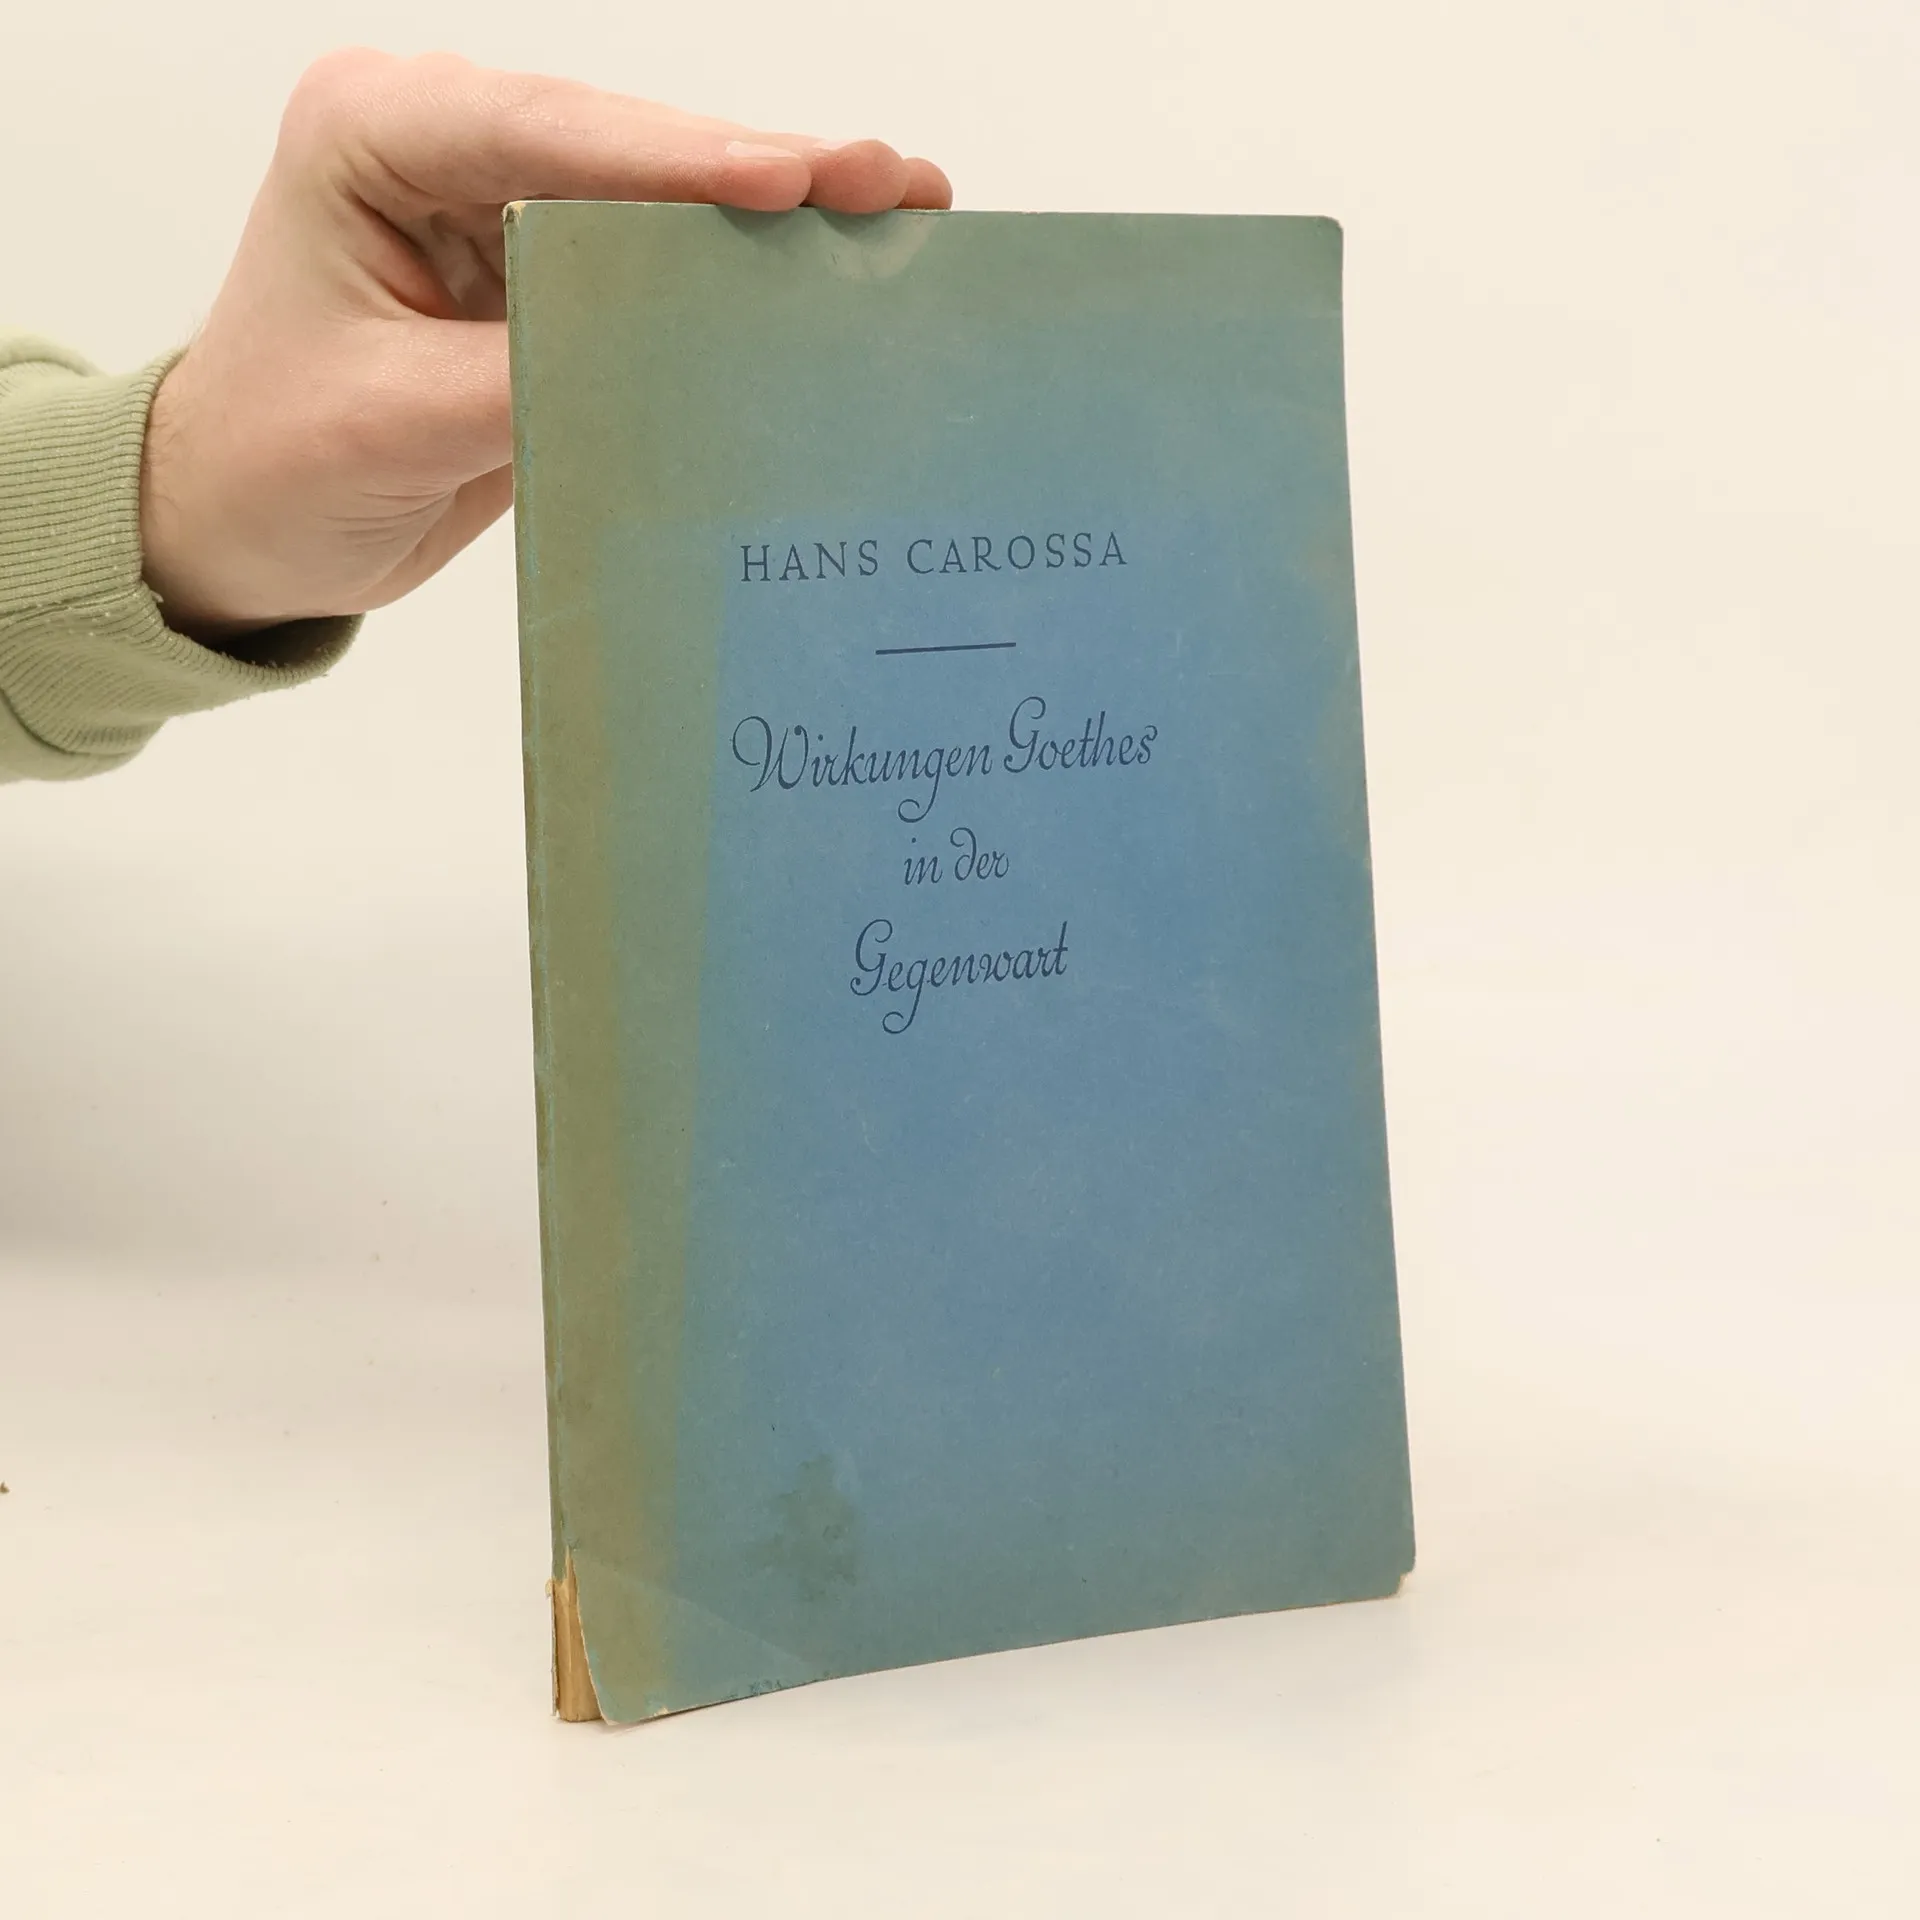 HANS CAROSSA
Wirkungen Goethes
in der
Gegenwart